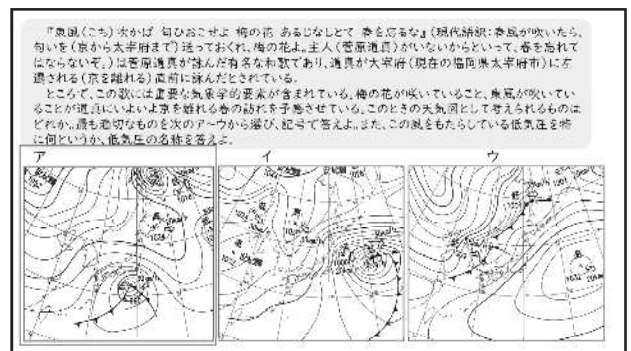 『東風（こち）吹かば 匂ひおこせよ 梅の花 あるじなしとて 春を忘るな』（現代語訳：春風が吹いたら、
匂いを（京から太宰府まで）送っておくれ、梅の花よ。主人（菅原道真）がいないからといって、春を忘れて
はならないぞ。）は菅原道真が詠んだ有名な和歌であり、道真が大宰府（現在の福岡県太宰府市）に左
遷される（京を離れる）直前に詠んだとされている。
ところで、この歌には重要な気象学的要素が含まれている。梅の花が咲いていること、東風が吹いてい
ることが道真にいよいよ京を離れる春の訪れを予感させている。このときの天気図として考えられるものは
どれか。最も適切なものを次のア〜ウから選び、記号で答えよ。また、この風をもたらしている低気圧を特
に何というか、低気圧の名称を答えよ。
ア イ ウ